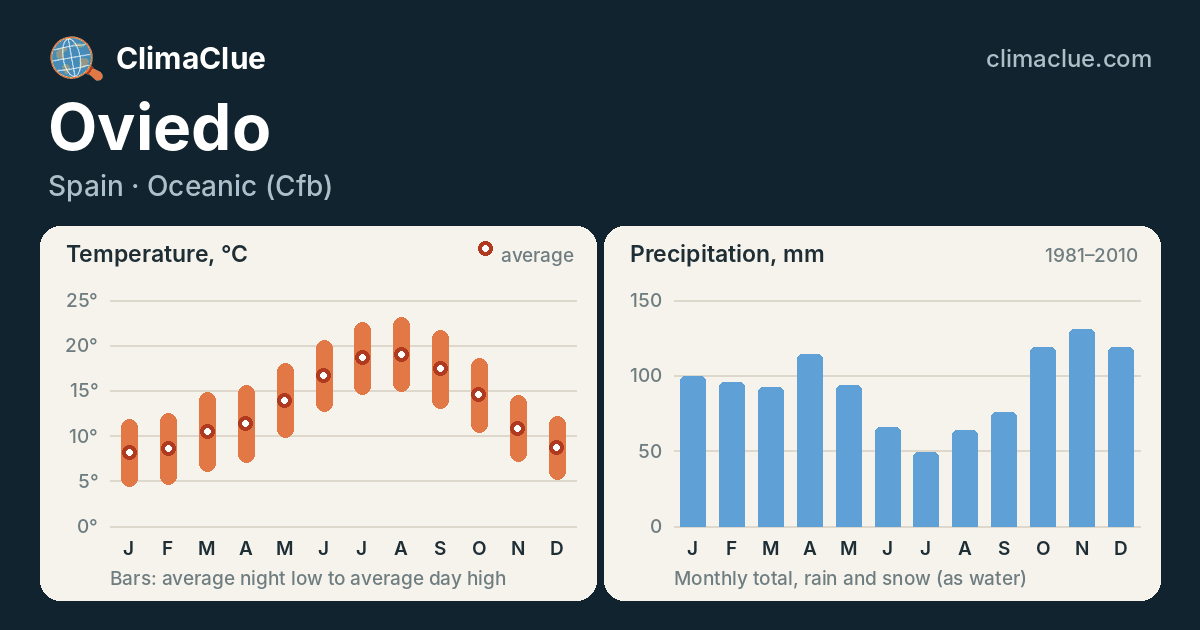 ClimaClue
climaclue.com
Oviedo
Spain · Oceanic (Cfb)
Temperature, °C
average
25°
20°
15°
10°
5°
0°
J F M A M J J A S O N D
Bars: average night low to average day high
Precipitation, mm
1981–2010
150
100
50
0
J F M A M J J A S O N D
Monthly total, rain and snow (as water)